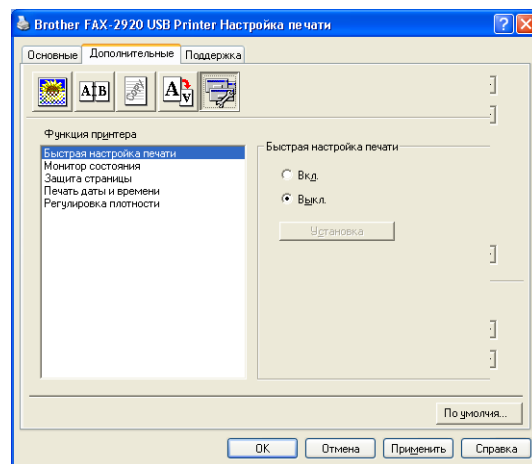 Brother FAX-2920 USB Printer Настройка печати
Основные Дополнительные Поддержка
Функция принтера
Быстрая настройка печати
Монитор состояния
Защита страницы
Печать даты и времени
Регулировка плотности
Быстрая настройка печати
Вкл.
Выкл.
Установка
По умолчия...
OK Отмена Применить Справка